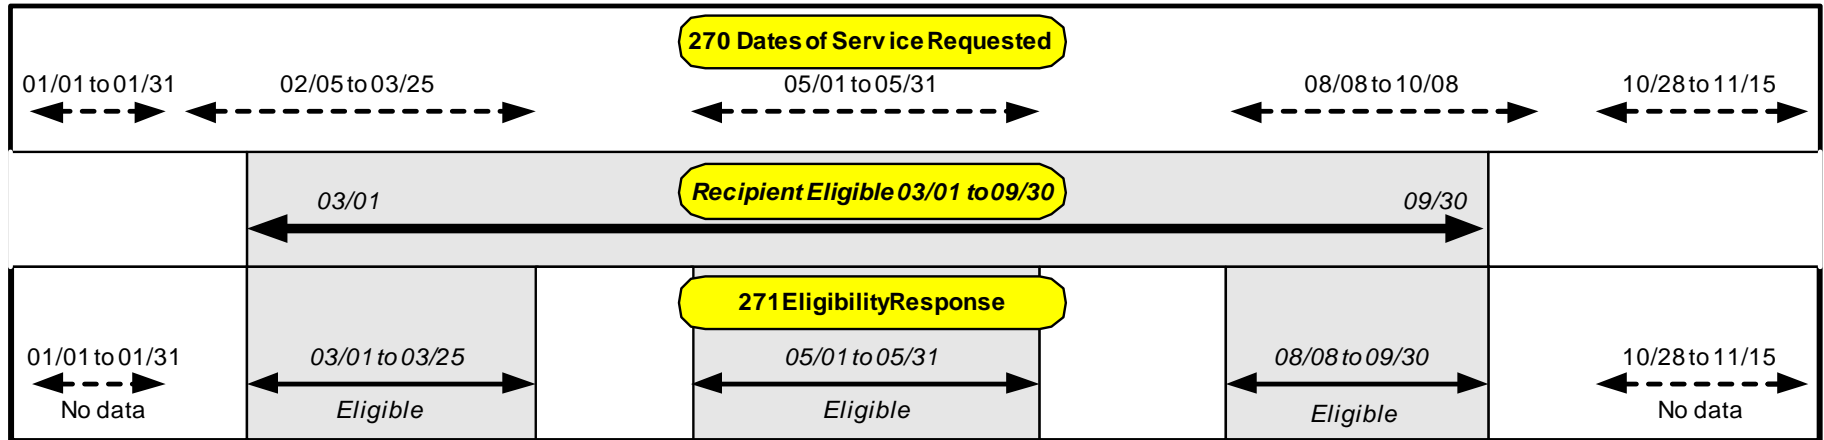 270 Dates of Service Requested
01/01 to 01/31 02/05 to 03/25 05/01 to 05/31 08/08 to 10/08 10/28 to 11/15
Recipient Eligible 03/01 to 09/30
03/01 09/30
271 Eligibility Response
01/01 to 01/31 03/01 to 03/25 05/01 to 05/31 08/08 to 09/30 10/28 to 11/15
No data Eligible Eligible Eligible No data